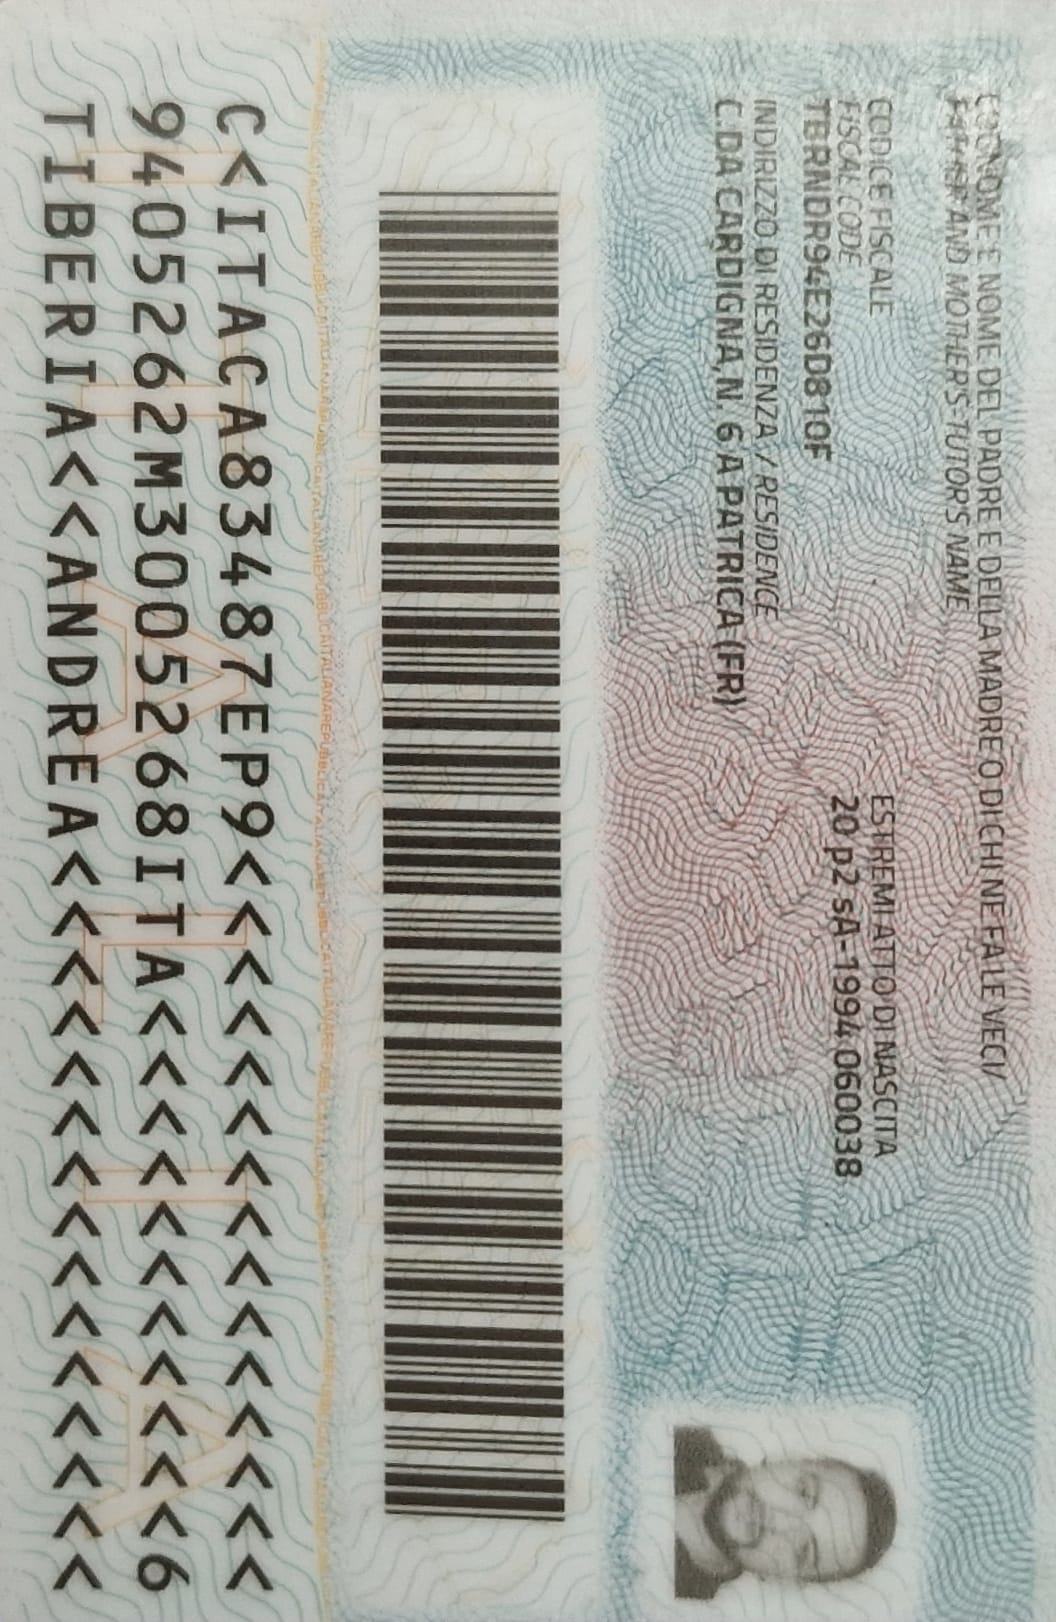 COGNOME E NOME DEL PADRE E DELLA MADRE O DI CHI NE FA LE VECI/
FATHER AND MOTHER'S-TUTOR'S NAME
CODICE FISCALE
FISCAL CODE
TBRNDR94E26D810F
ESTREMI ATTO DI NASCITA
20 p2 sA-1994 060038
INDIRIZZO DI RESIDENZA / RESIDENCE
C.DA CARDIGNA, N. 6 A PATRICA (FR)
C<ITACA83487EP9<<<<<<<<<<<<<<<
9405262M3005268ITA<<<<<<<<<<<6
TIBERIA<<ANDREA<<<<<<<<<<<<<<<